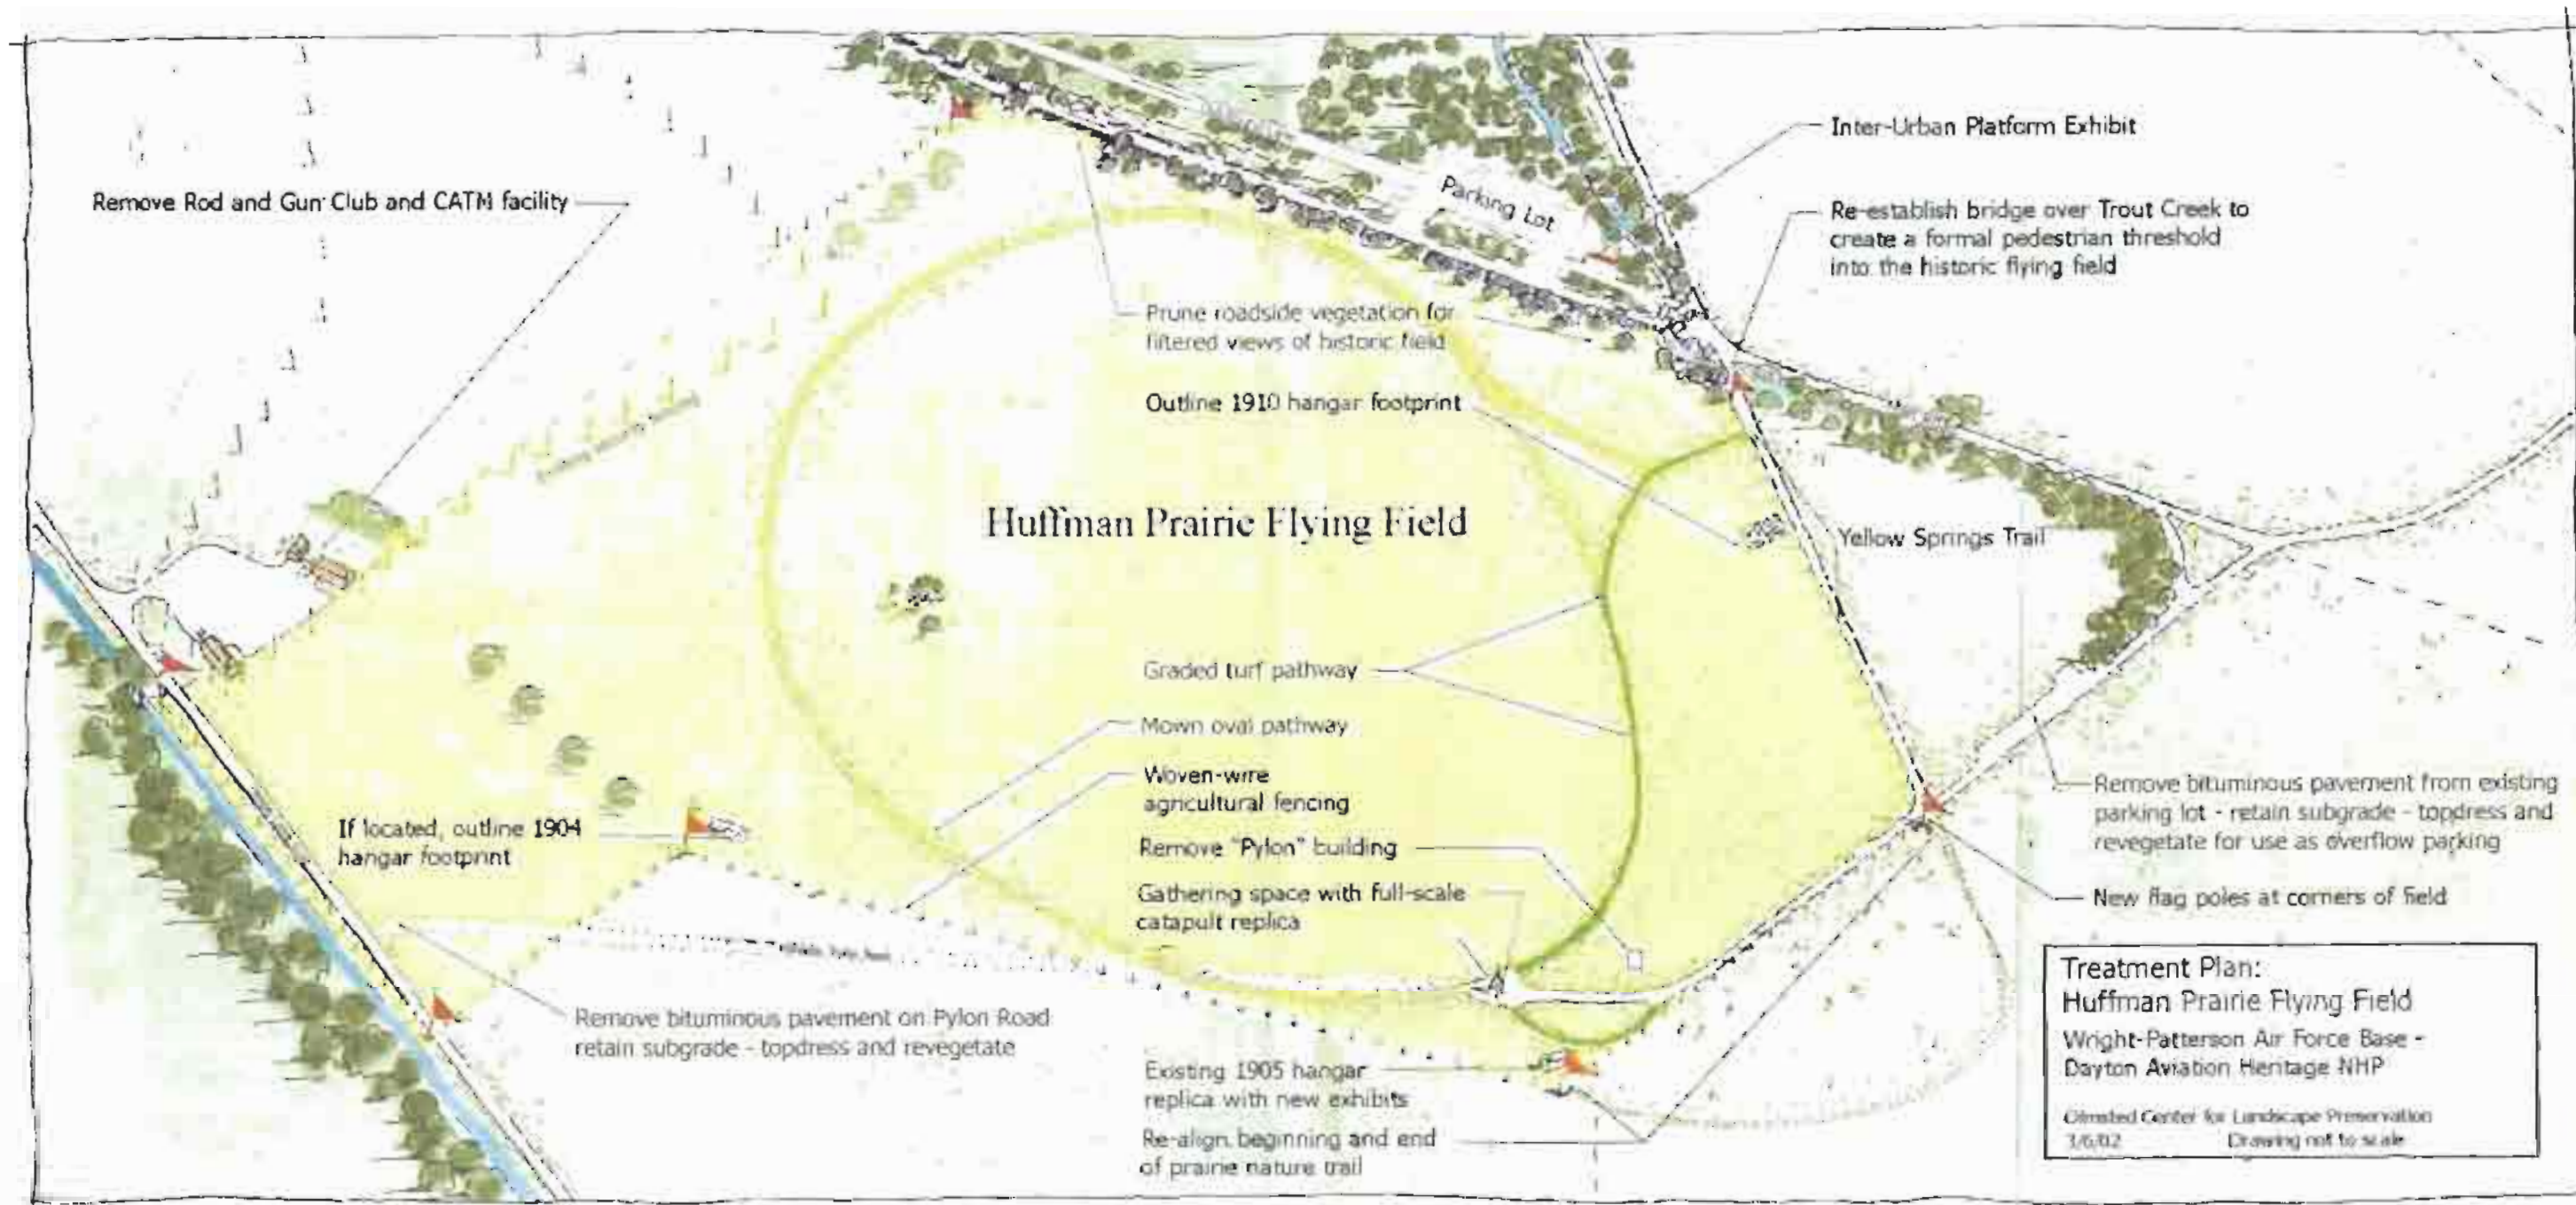 Remove Rod and Gun Club and CATM facility
Inter-Urban Platform Exhibit
Parking Lot
Re-establish bridge over Trout Creek to
create a formal pedestrian threshold
into the historic flying field
Prune roadside vegetation for
filtered views of historic field
Outline 1910 hangar footprint
Huffman Prairie Flying Field
Yellow Springs Trail
Graded turf pathway
Mown oval pathway
Woven-wire
agricultural fencing
If located, outline 1904
hangar footprint
Remove "Pylon" building
Gathering space with full-scale
catapult replica
Remove bituminous pavement from existing
parking lot - retain subgrade - topdress and
revegetate for use as overflow parking
New flag poles at corners of field
Remove bituminous pavement on Pylon Road
retain subgrade - topdress and revegetate
Existing 1905 hangar
replica with new exhibits
Re-align beginning and end
of prairie nature trail
Treatment Plan:
Huffman Prairie Flying Field
Wright-Patterson Air Force Base -
Dayton Aviation Heritage NHP
Olmsted Center for Landscape Preservation
3/6/02 Drawing not to scale